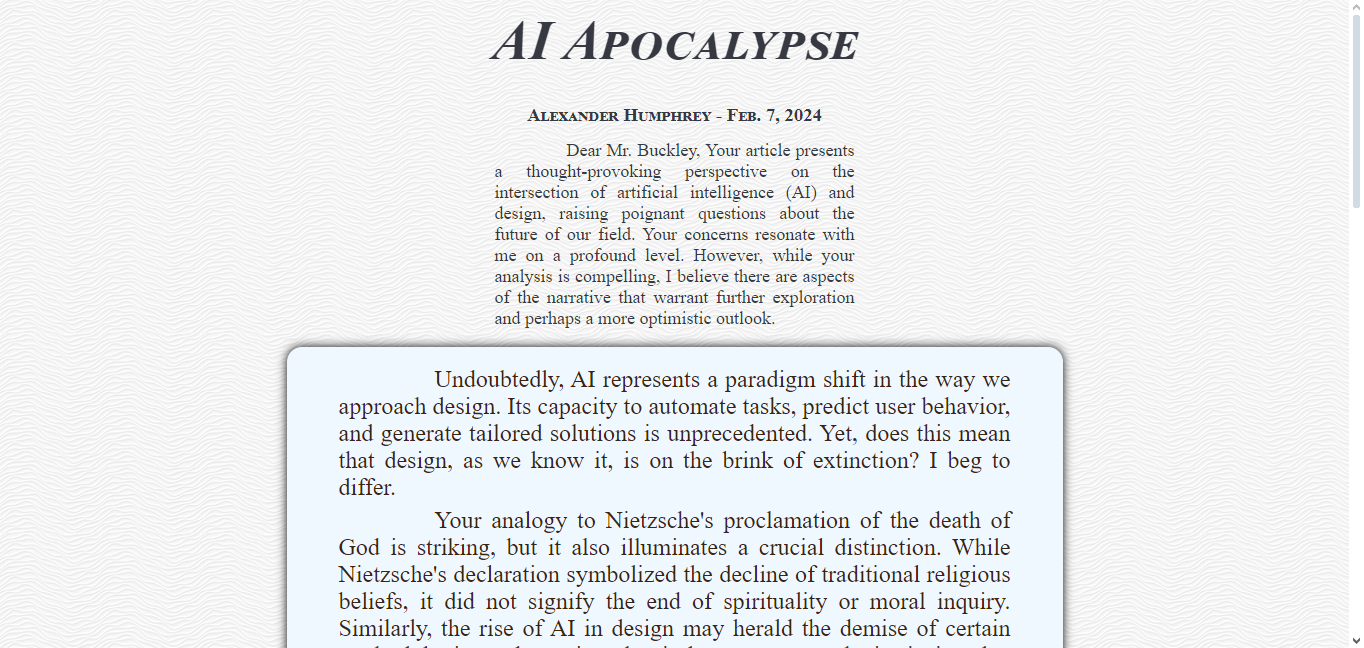 AI Apocalypse
Alexander Humphrey - Feb. 7, 2024
Dear Mr. Buckley, Your article presents
a thought-provoking perspective on the
intersection of artificial intelligence (AI) and
design, raising poignant questions about the
future of our field. Your concerns resonate with
me on a profound level. However, while your
analysis is compelling, I believe there are aspects
of the narrative that warrant further exploration
and perhaps a more optimistic outlook.
Undoubtedly, AI represents a paradigm shift in the way we
approach design. Its capacity to automate tasks, predict user behavior,
and generate tailored solutions is unprecedented. Yet, does this mean
that design, as we know it, is on the brink of extinction? I beg to
differ.
Your analogy to Nietzsche's proclamation of the death of
God is striking, but it also illuminates a crucial distinction. While
Nietzsche's declaration symbolized the decline of traditional religious
beliefs, it did not signify the end of spirituality or moral inquiry.
Similarly, the rise of AI in design may herald the demise of certain